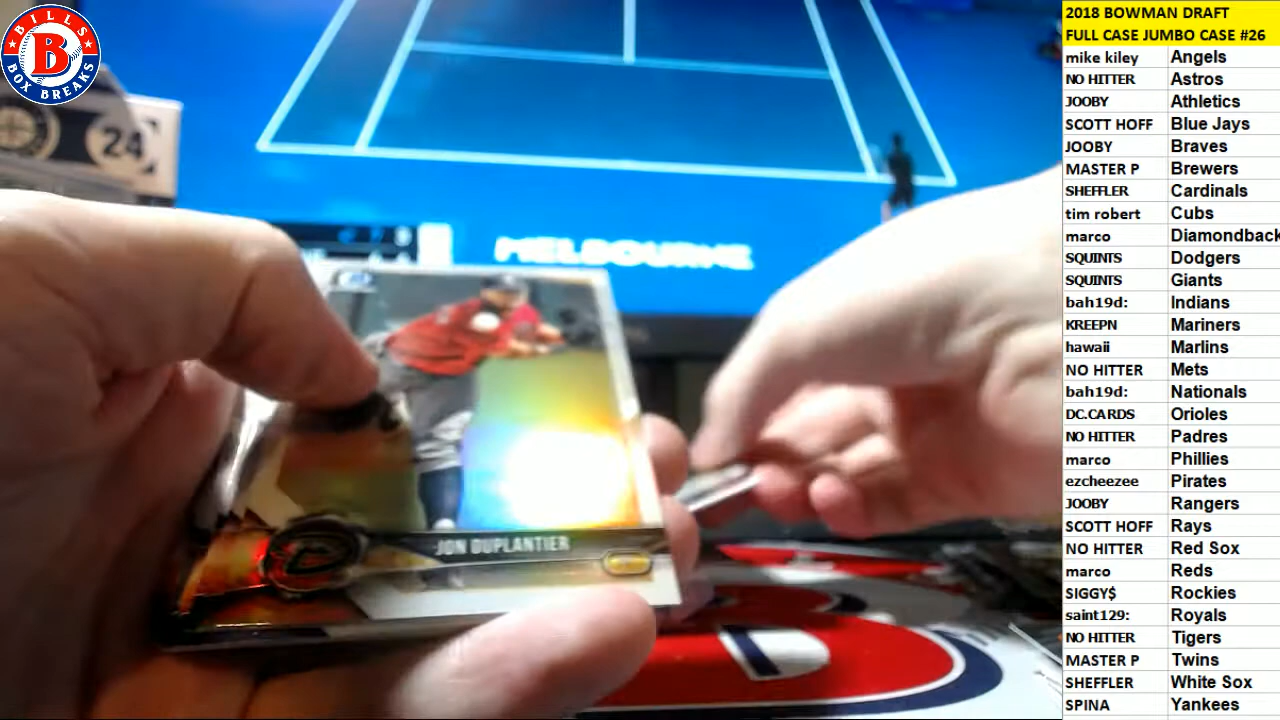 BILLS
B
BOX BREAKS
24
MELBOURNE
JON DUPLANTIER
2018 BOWMAN DRAFT
FULL CASE JUMBO CASE #26
mike kiley Angels
NO HITTER Astros
JOOBY Athletics
SCOTT HOFF Blue Jays
JOOBY Braves
MASTER P Brewers
SHEFFLER Cardinals
tim robert Cubs
marco Diamondback
SQUINTS Dodgers
SQUINTS Giants
bah19d: Indians
KREEPN Mariners
hawaii Marlins
NO HITTER Mets
bah19d: Nationals
DC.CARDS Orioles
NO HITTER Padres
marco Phillies
ezcheezee Pirates
JOOBY Rangers
SCOTT HOFF Rays
NO HITTER Red Sox
marco Reds
SIGGY$ Rockies
saint129: Royals
NO HITTER Tigers
MASTER P Twins
SHEFFLER White Sox
SPINA Yankees